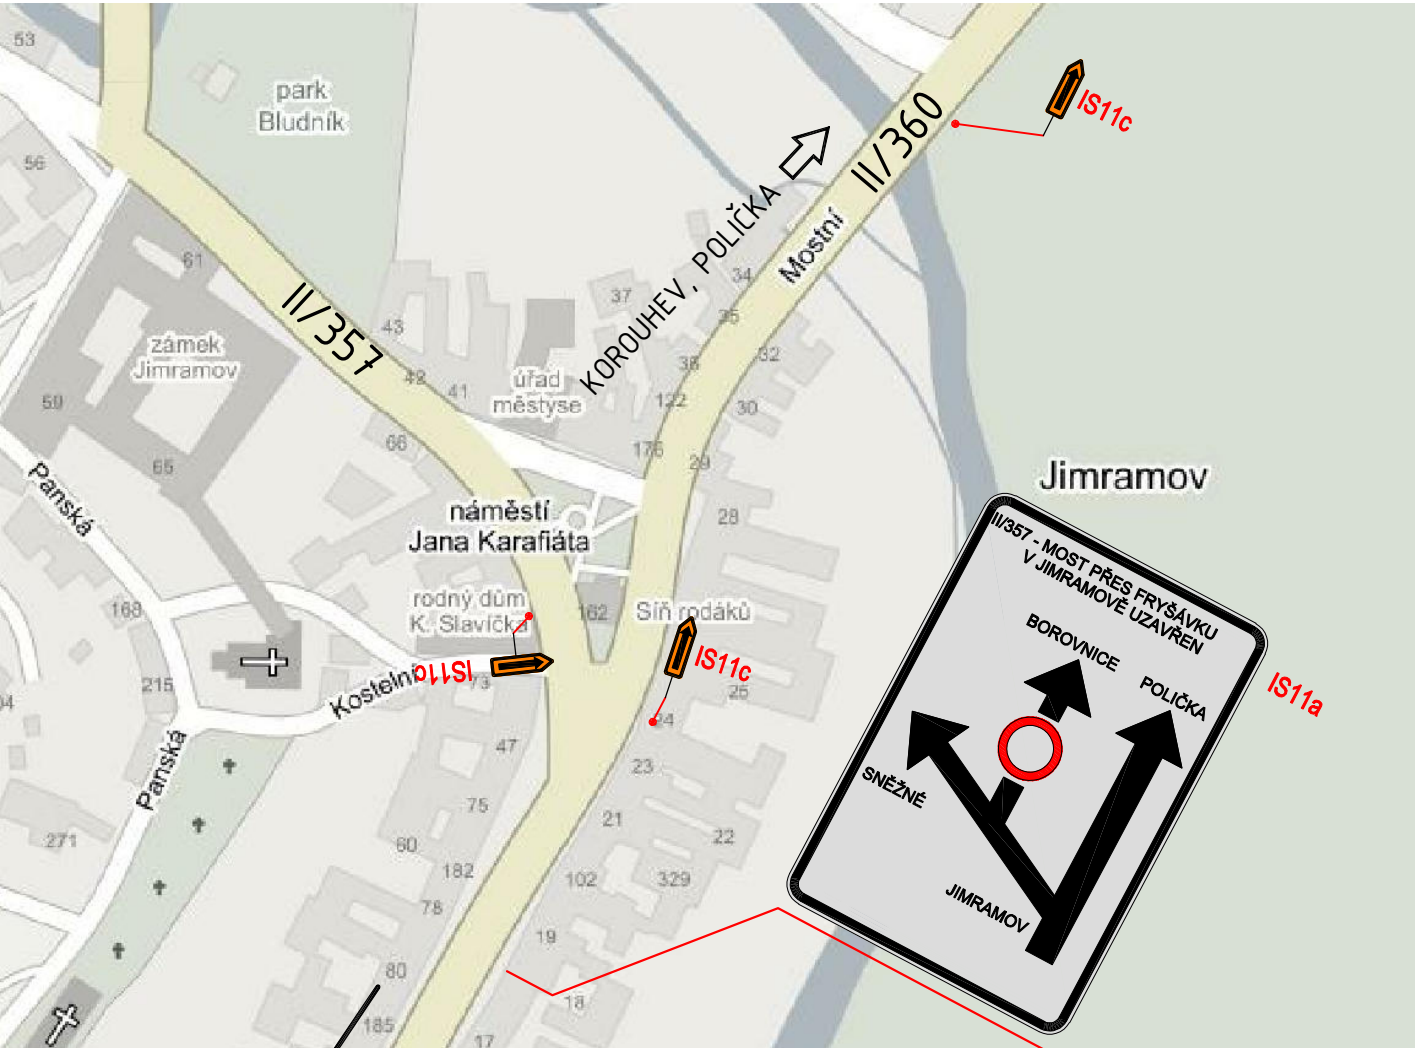 53
park
Bludník
56
II/360
IS11c
61
Mostní
KOROUHEV, POLIČKA
34
37
35
II/357
43
zámek
Jimramov
32
38
42
41
úřad
městyse
122
30
59
66
176
29
65
Panská
Jimramov
náměstí
Jana Karafiáta
28
II/357 - MOST PŘES FRYŠÁVKU
V JIMRAMOVĚ UZAVŘEN
BOROVNICE
POLIČKA
SNĚŽNÉ
JIMRAMOV
IS11a
rodný dům
K. Slavíčka
162
Síň rodáků
168
IS11c
IS11c
Kostelní
73
215
25
24
04
47
23
Panská
75
21
22
271
60
182
102
329
78
19
80
18
185
17